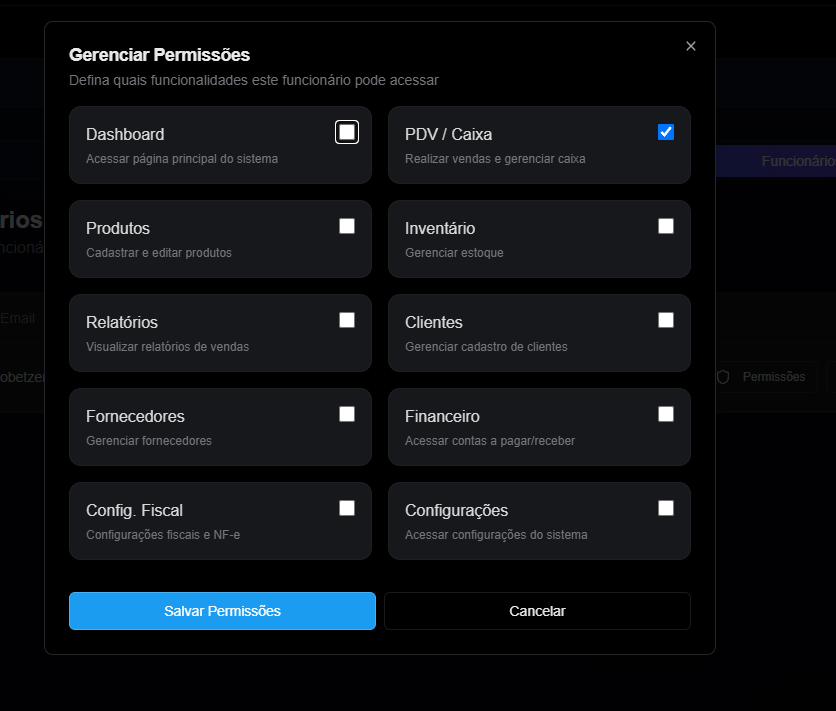 Gerenciar Permissões
Defina quais funcionalidades este funcionário pode acessar
Dashboard
Acessar página principal do sistema
PDV / Caixa
Realizar vendas e gerenciar caixa
Funcionário
rios
ncioná
Produtos
Cadastrar e editar produtos
Inventário
Gerenciar estoque
Email
Relatórios
Visualizar relatórios de vendas
Clientes
Gerenciar cadastro de clientes
obetzer
Permissões
Fornecedores
Gerenciar fornecedores
Financeiro
Acessar contas a pagar/receber
Config. Fiscal
Configurações fiscais e NF-e
Configurações
Acessar configurações do sistema
Salvar Permissões
Cancelar